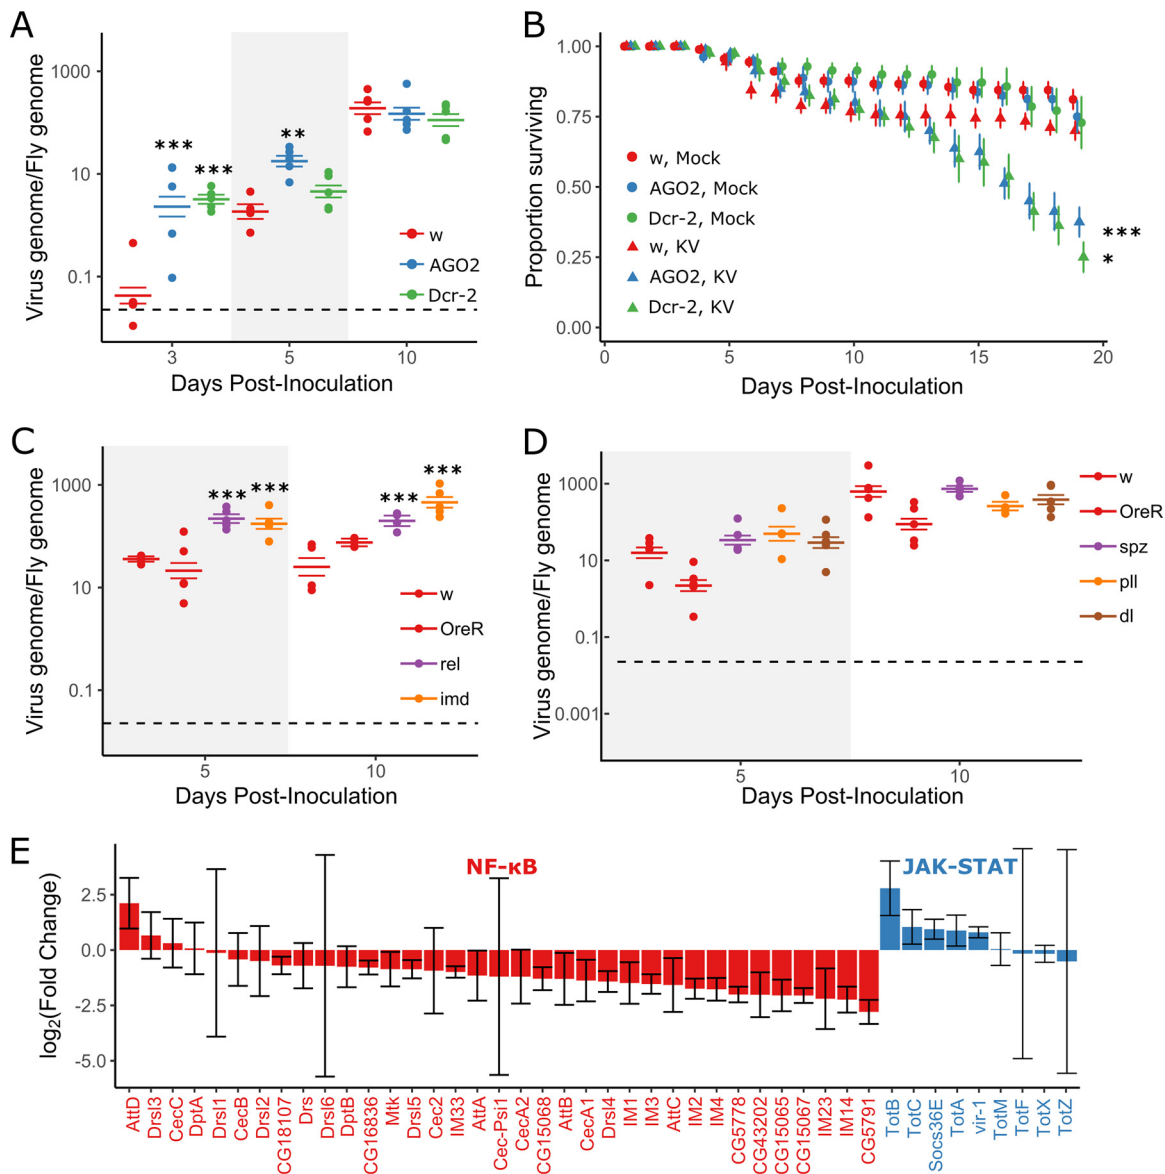 A
Virus genome/Fly genome
1000
10
0.1
***
***
**
w
AGO2
Dcr-2
3
5
10
Days Post-Inoculation
B
Proportion surviving
1.00
0.75
0.50
0.25
0.00
w, Mock
AGO2, Mock
Dcr-2, Mock
w, KV
AGO2, KV
Dcr-2, KV
***
*
0
5
10
15
20
Days Post-Inoculation
C
Virus genome/Fly genome
1000
10
0.1
***
***
***
***
w
OreR
rel
imd
5
10
Days Post-Inoculation
D
Virus genome/Fly genome
1000
10
0.1
0.001
w
OreR
spz
pll
dl
5
10
Days Post-Inoculation
E
log2(Fold Change)
2.5
0.0
-2.5
-5.0
NF-κB
JAK-STAT
AttD
Drsl3
CecC
DptA
Drsl1
CecB
Drsl2
CG18107
Drs
Drsl6
DptB
CG16836
Mtk
Drsl5
Cec2
IM33
AttA
Cec-Psi1
CecA2
CG15068
AttB
CecA1
Drsl4
IM1
IM3
AttC
IM2
IM4
CG5778
CG43202
CG15065
CG15067
IM23
IM14
CG5791
TotB
TotC
Socs36E
TotA
vir-1
TotM
TotF
TotX
TotZ